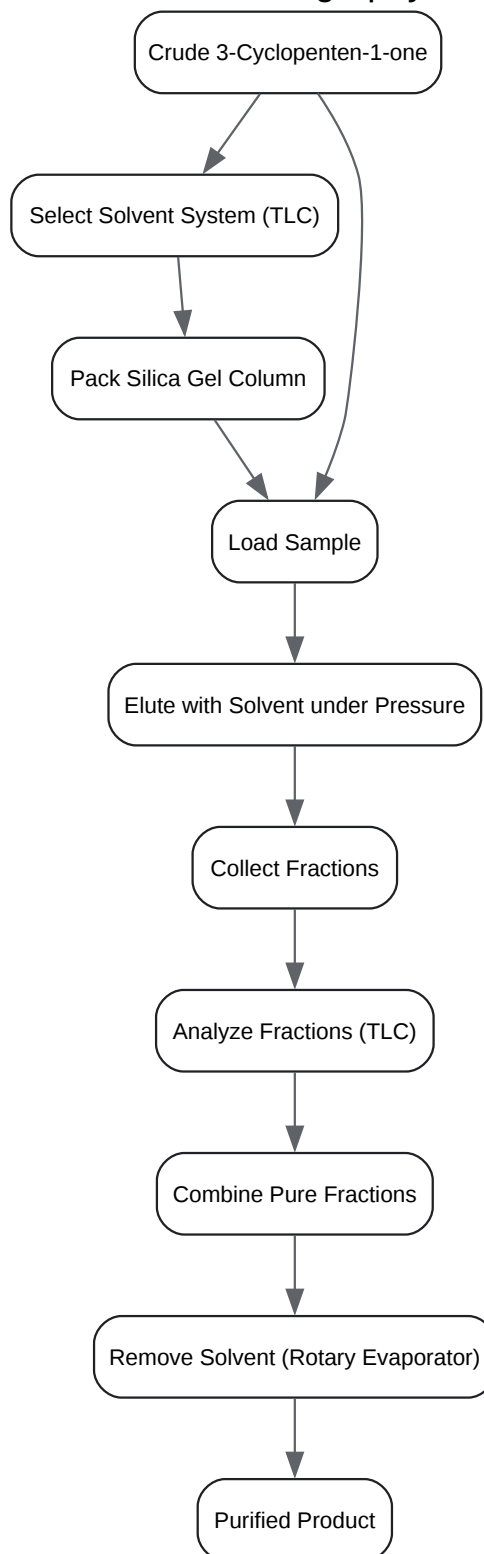 Crude 3-Cyclopenten-1-one
Select Solvent System (TLC)
Pack Silica Gel Column
Load Sample
Elute with Solvent under Pressure
Collect Fractions
Analyze Fractions (TLC)
Combine Pure Fractions
Remove Solvent (Rotary Evaporator)
Purified Product